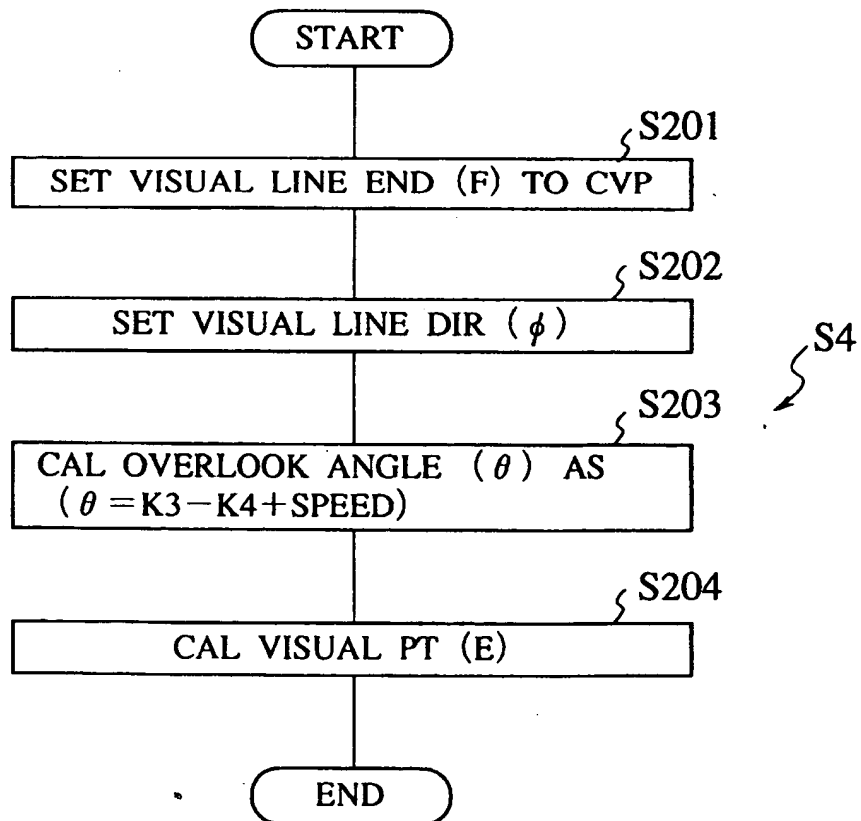 START
S201
SET VISUAL LINE END (F) TO CVP
S202
SET VISUAL LINE DIR (ϕ)
S4
S203
CAL OVERLOOK ANGLE (θ) AS
(θ=K3−K4+SPEED)
S204
CAL VISUAL PT (E)
END